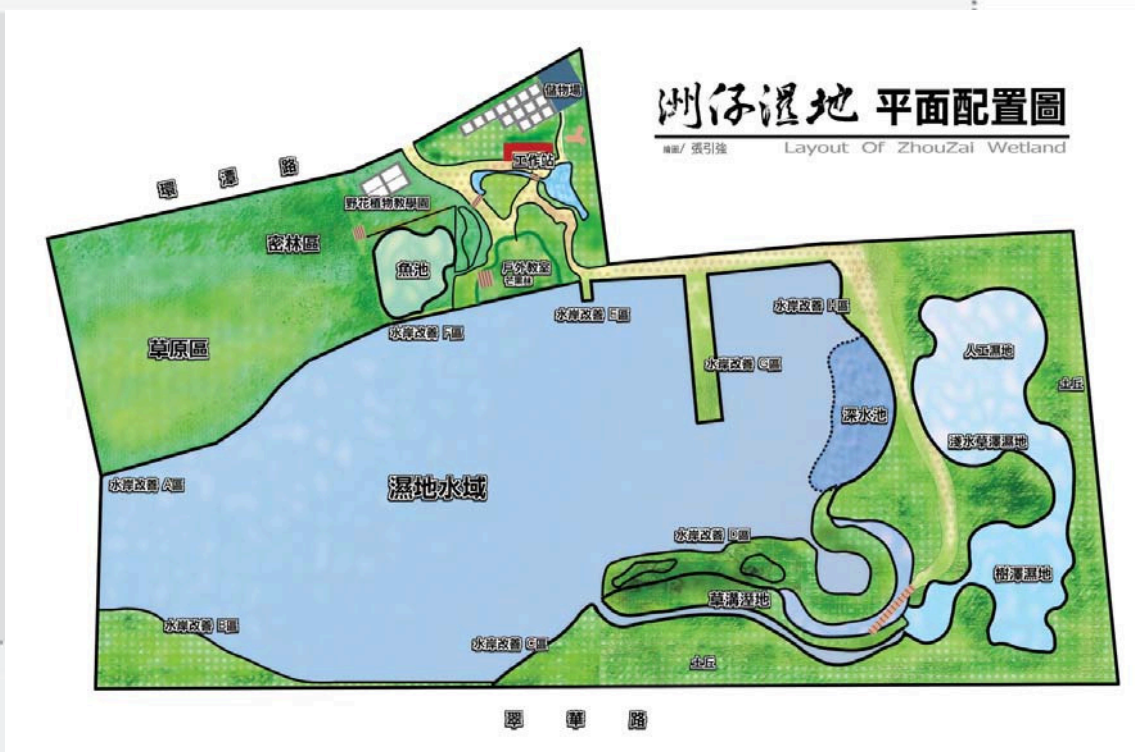 洲仔濕地 平面配置圖
繪圖/ 張引強 Layout Of ZhouZai Wetland
儲物場
工作站
環潭路
野花植物教學園
密林區
魚池
戶外教室
芒果林
水岸改善 E區
水岸改善 F區
水岸改善 H區
草原區
人工濕地
水岸改善 G區
土丘
深水池
淺水草澤濕地
水岸改善 A區
濕地水域
水岸改善 D區
樹澤濕地
草溝溼地
水岸改善 B區
水岸改善 C區
土丘
翠華路